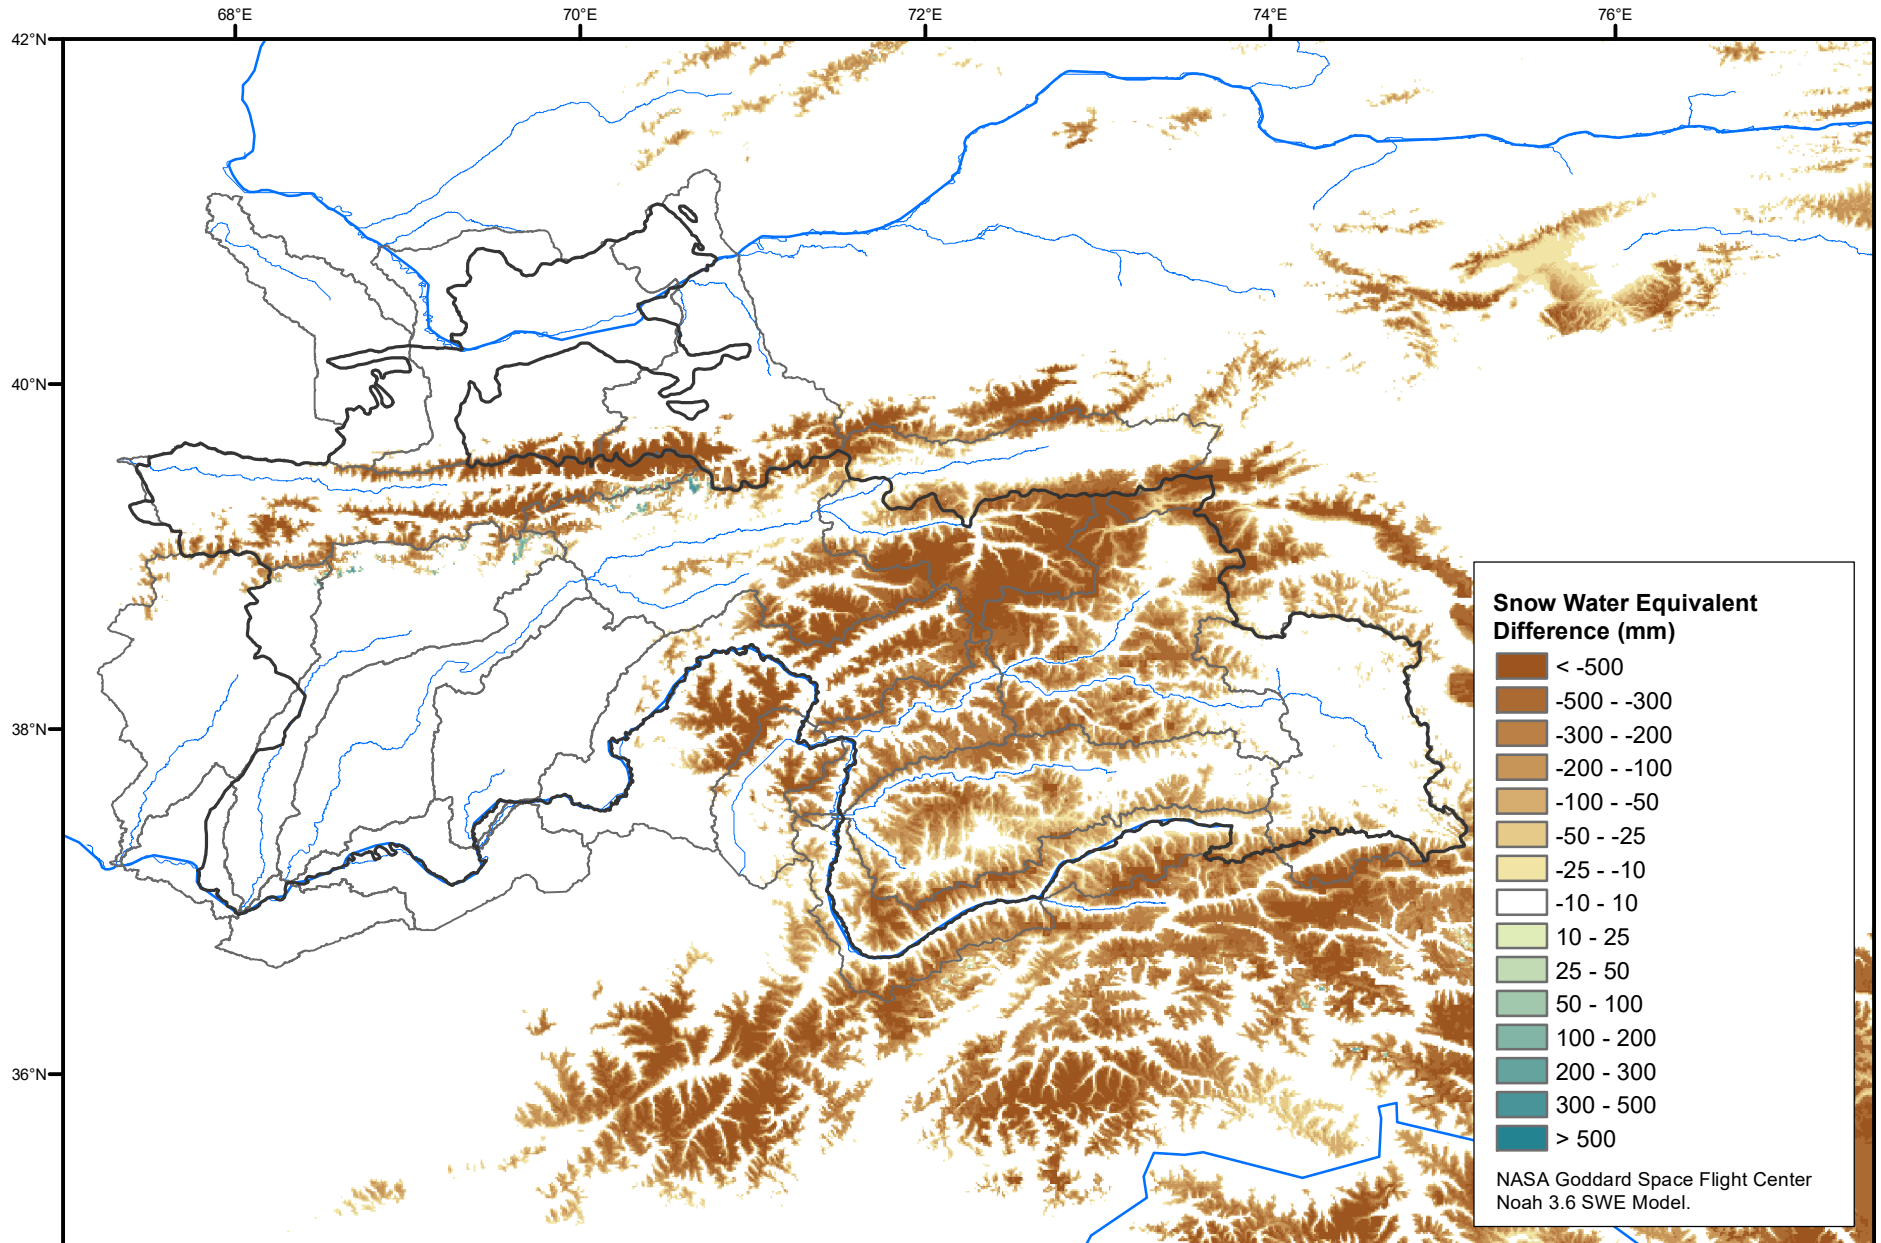 68°E
70°E
72°E
74°E
76°E
42°N
40°N
38°N
36°N
Snow Water Equivalent
Difference (mm)
< -500
-500 - -300
-300 - -200
-200 - -100
-100 - -50
-50 - -25
-25 - -10
-10 - 10
10 - 25
25 - 50
50 - 100
100 - 200
200 - 300
300 - 500
> 500
NASA Goddard Space Flight Center
Noah 3.6 SWE Model.